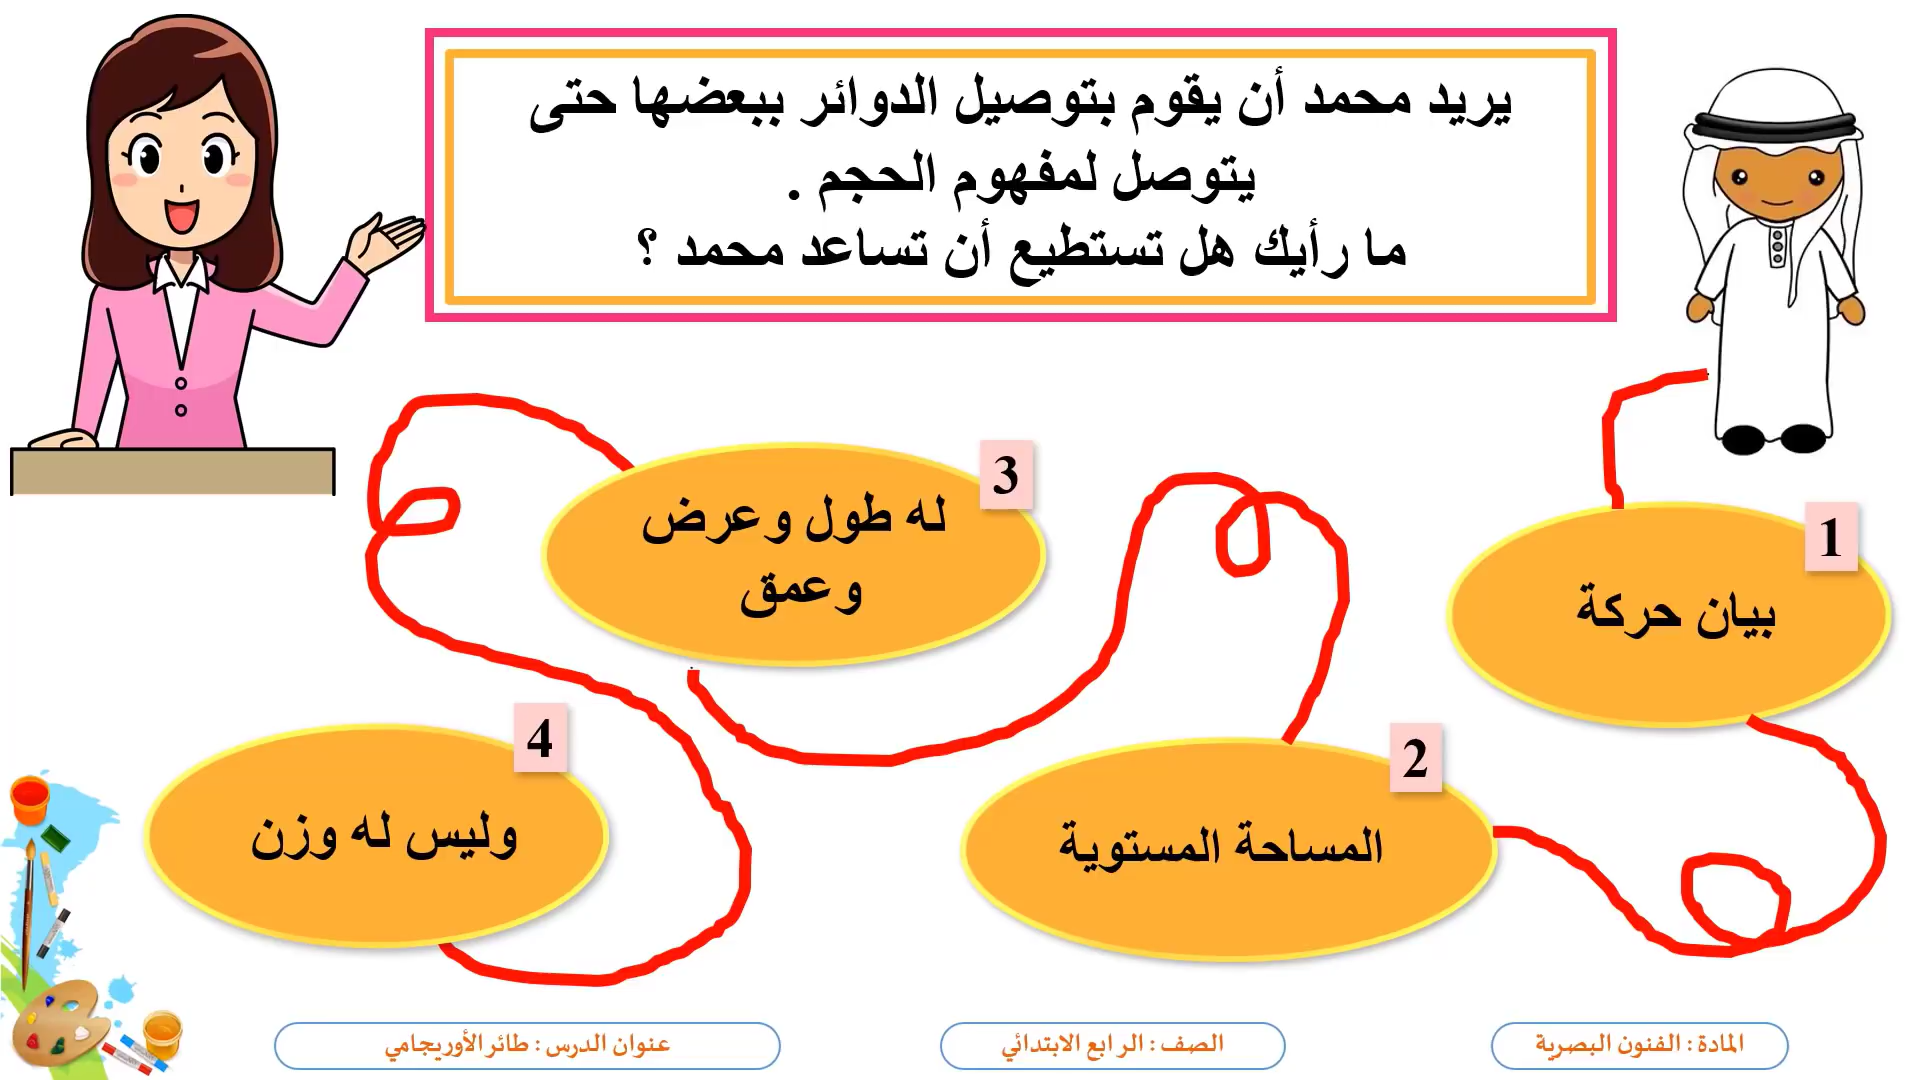 يريد محمد أن يقوم بتوصيل الدوائر ببعضها حتى
يتوصل لمفهوم الحجم .
ما رأيك هل تستطيع أن تساعد محمد ؟
1
بيان حركة
2
المساحة المستوية
3
له طول وعرض
وعمق
4
وليس له وزن
المادة : الفنون البصرية
الصف : الرابع الابتدائي
عنوان الدرس : طائر الأوريجامي